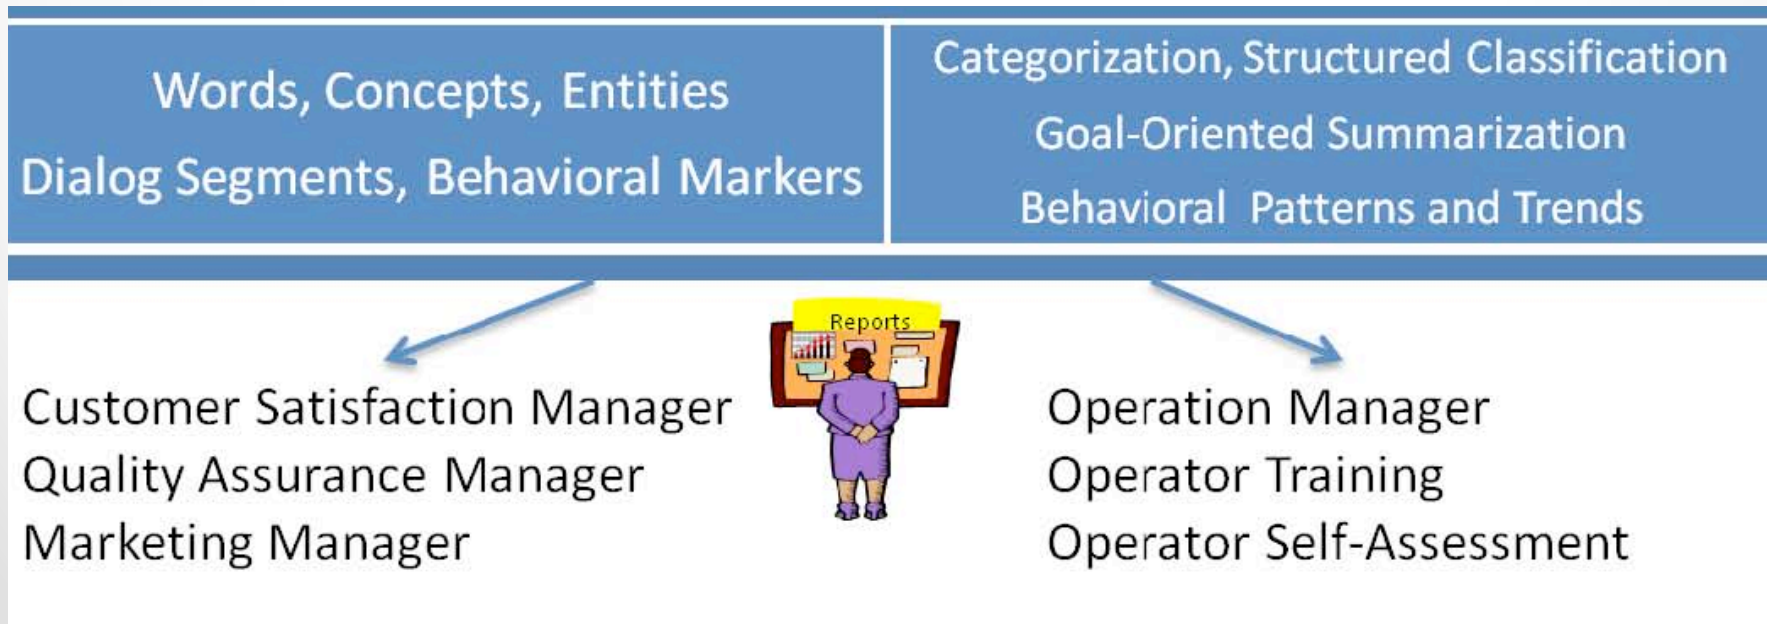 Words, Concepts, Entities
Dialog Segments, Behavioral Markers
Categorization, Structured Classification
Goal-Oriented Summarization
Behavioral Patterns and Trends
Reports
Customer Satisfaction Manager
Quality Assurance Manager
Marketing Manager
Operation Manager
Operator Training
Operator Self-Assessment